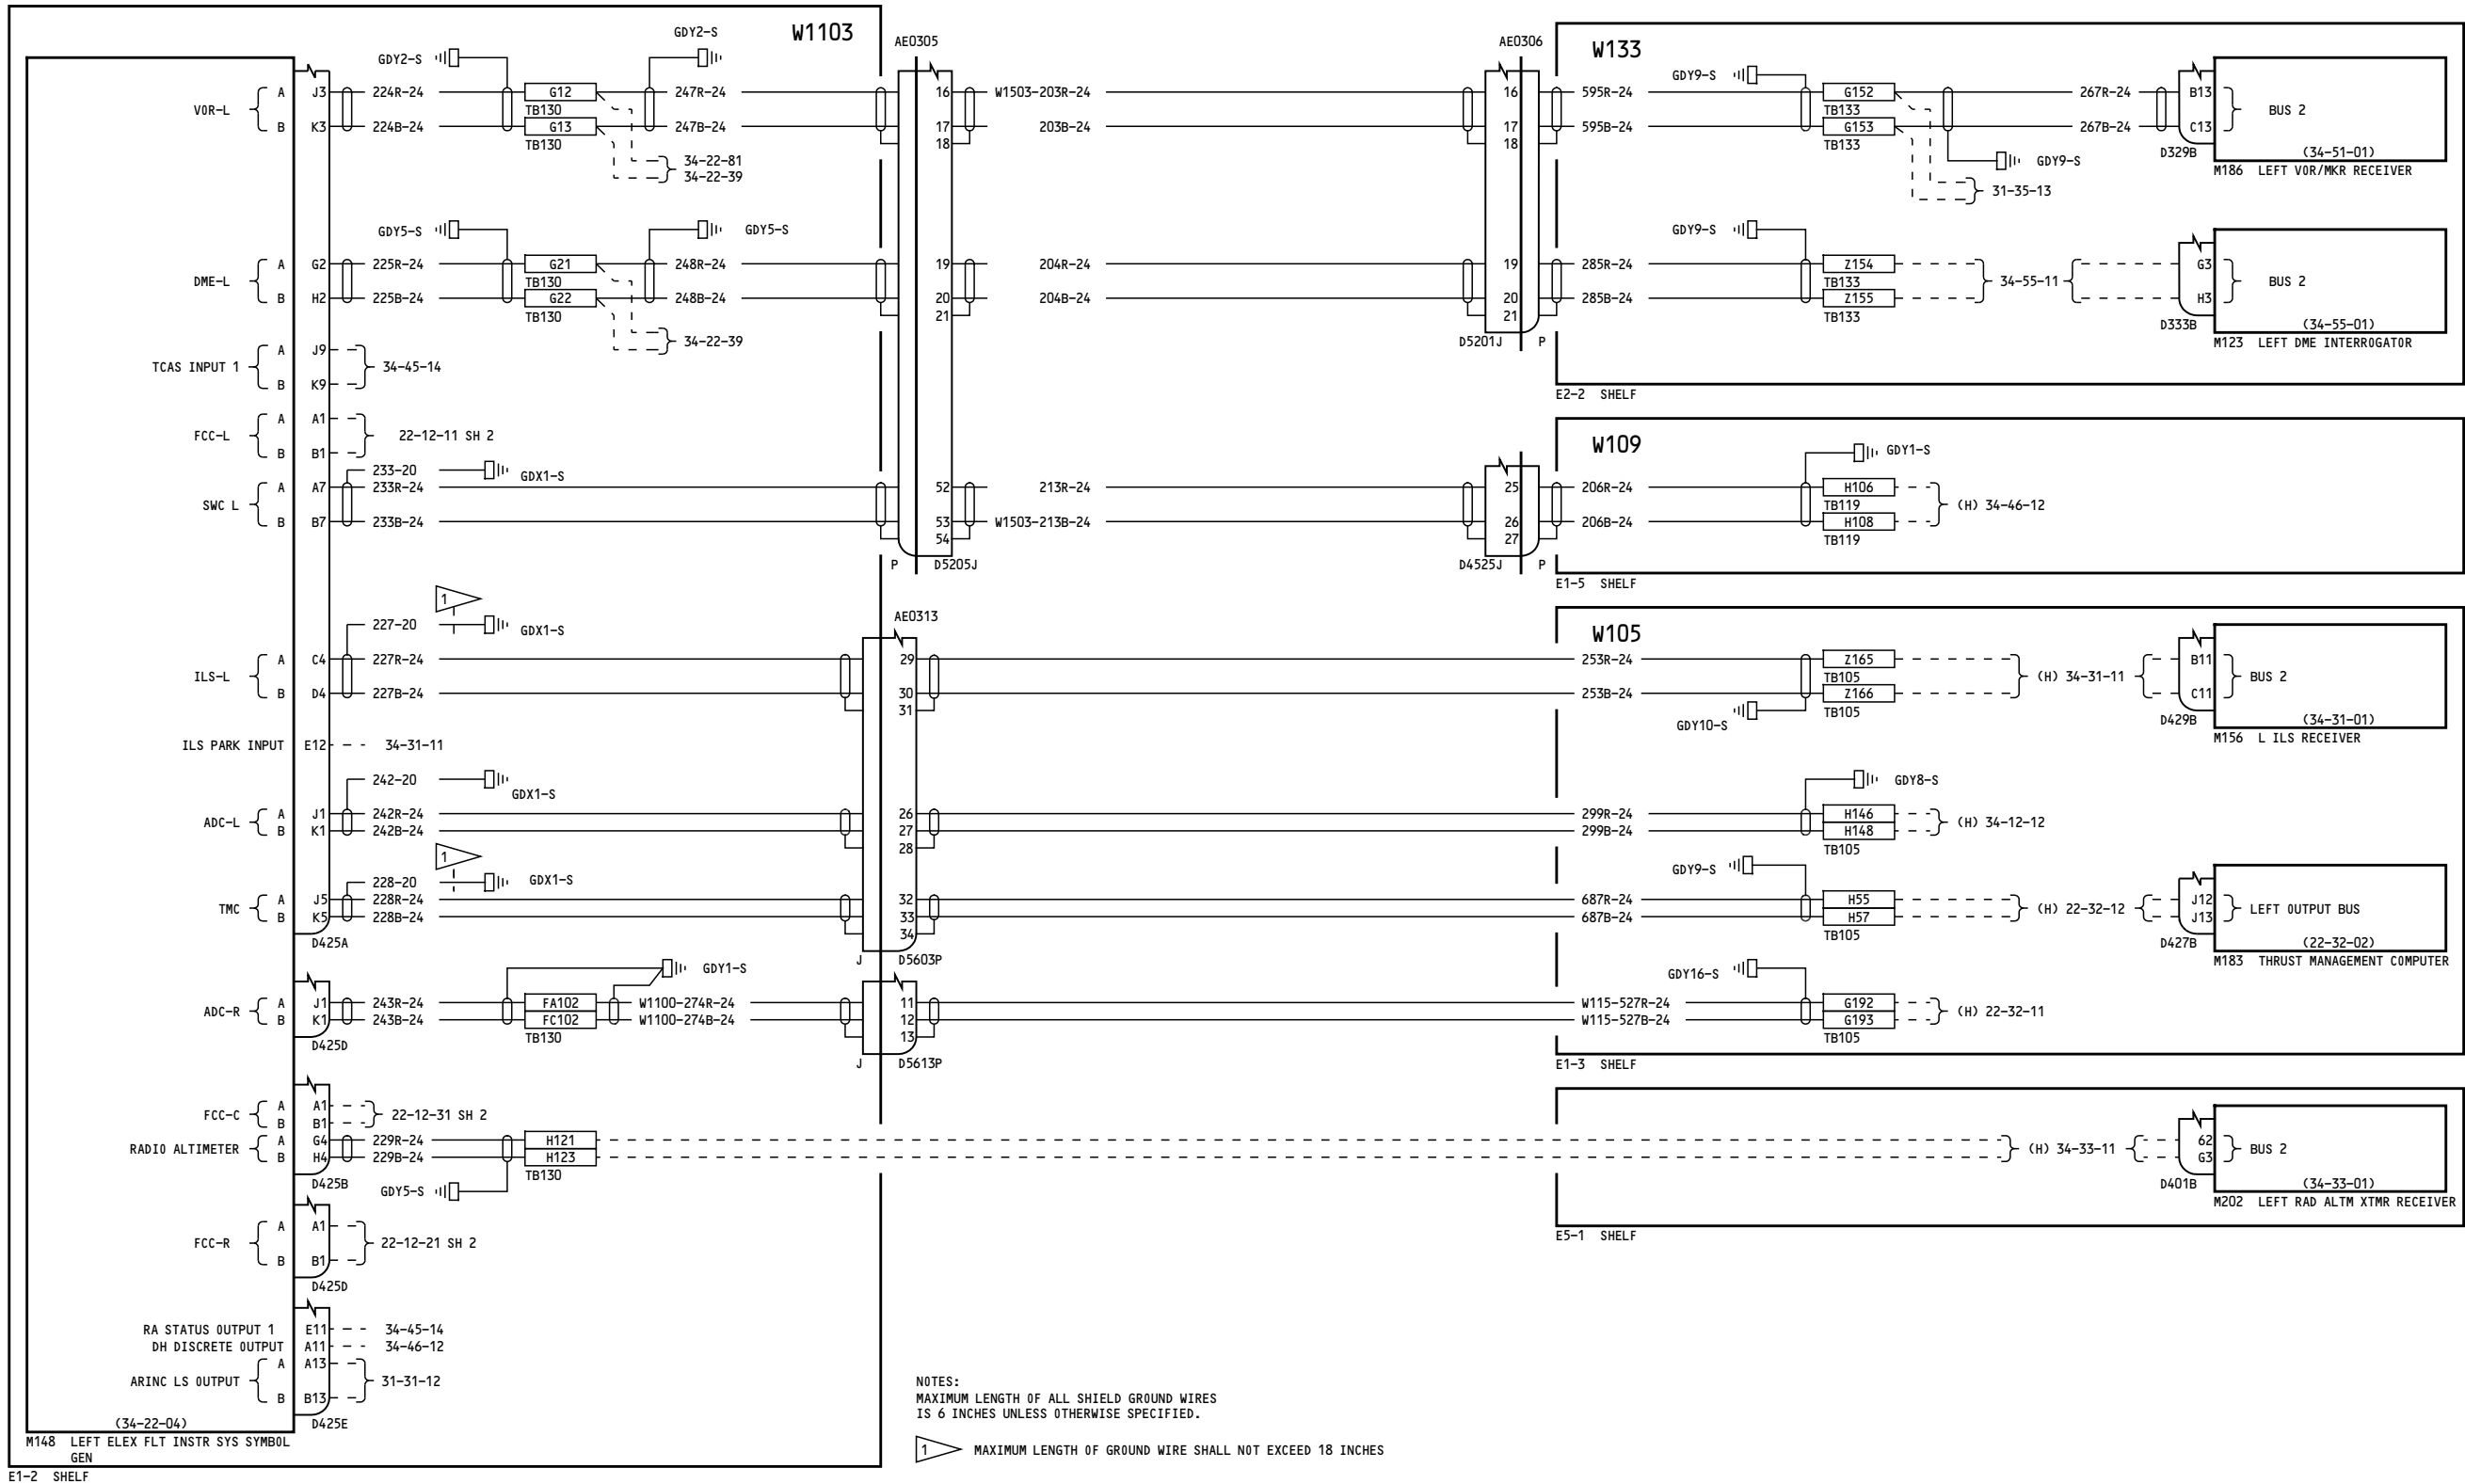 W1103
VOR-L
A J3 224R-24 G12 247R-24
TB130
B K3 224B-24 G13 247B-24
TB130
GDY2-S
GDY2-S
34-22-81
34-22-39
DME-L
A G2 225R-24 G21 248R-24
TB130
B H2 225B-24 G22 248B-24
TB130
GDY5-S
GDY5-S
34-22-39
TCAS INPUT 1
A J9
B K9
34-45-14
FCC-L
A A1
B B1
22-12-11 SH 2
233-20 GDX1-S
SWC L
A A7 233R-24
B B7 233B-24
1
227-20 GDX1-S
ILS-L
A C4 227R-24
B D4 227B-24
ILS PARK INPUT E12 34-31-11
242-20 GDX1-S
ADC-L
A J1 242R-24
B K1 242B-24
1
228-20 GDX1-S
TMC
A J5 228R-24
B K5 228B-24
D425A
ADC-R
A J1 243R-24 FA102 W1100-274R-24
B K1 243B-24 FC102 W1100-274B-24
TB130
GDY1-S
D425D
FCC-C
A A1
B B1
22-12-31 SH 2
RADIO ALTIMETER
A G4 229R-24 H121
B H4 229B-24 H123
TB130
D425B
GDY5-S
FCC-R
A A1
B B1
22-12-21 SH 2
D425D
RA STATUS OUTPUT 1 E11 34-45-14
DH DISCRETE OUTPUT A11 34-46-12
ARINC LS OUTPUT
A A13
B B13
31-31-12
D425E
(34-22-04)
M148 LEFT ELEX FLT INSTR SYS SYMBOL
GEN
E1-2 SHELF
AE0305
16 W1503-203R-24
17 203B-24
18
19 204R-24
20 204B-24
21
52 213R-24
53 W1503-213B-24
54
P D5205J
AE0313
29
30
31
26
27
28
32
33
34
J D5603P
11
12
13
J D5613P
AE0306
16
17
18
19
20
21
D5201J P
25
26
27
D4525J P
W133
595R-24 G152 267R-24 B13
TB133
595B-24 G153 267B-24 C13
TB133
GDY9-S
GDY9-S
31-35-13
D329B
BUS 2
(34-51-01)
M186 LEFT VOR/MKR RECEIVER
GDY9-S
285R-24 Z154
TB133
285B-24 Z155
TB133
34-55-11
G3
H3
D333B
BUS 2
(34-55-01)
M123 LEFT DME INTERROGATOR
E2-2 SHELF
W109
GDY1-S
206R-24 H106
TB119
206B-24 H108
TB119
(H) 34-46-12
E1-5 SHELF
W105
253R-24 Z165
TB105
253B-24 Z166
TB105
GDY10-S
(H) 34-31-11
B11
C11
D429B
BUS 2
(34-31-01)
M156 L ILS RECEIVER
GDY8-S
299R-24 H146
299B-24 H148
TB105
(H) 34-12-12
GDY9-S
687R-24 H55
687B-24 H57
TB105
(H) 22-32-12
J12
J13
D427B
LEFT OUTPUT BUS
(22-32-02)
M183 THRUST MANAGEMENT COMPUTER
GDY16-S
W115-527R-24 G192
W115-527B-24 G193
TB105
(H) 22-32-11
E1-3 SHELF
(H) 34-33-11
62
G3
D401B
BUS 2
(34-33-01)
M202 LEFT RAD ALTM XTMR RECEIVER
E5-1 SHELF
NOTES:
MAXIMUM LENGTH OF ALL SHIELD GROUND WIRES
IS 6 INCHES UNLESS OTHERWISE SPECIFIED.
1 MAXIMUM LENGTH OF GROUND WIRE SHALL NOT EXCEED 18 INCHES